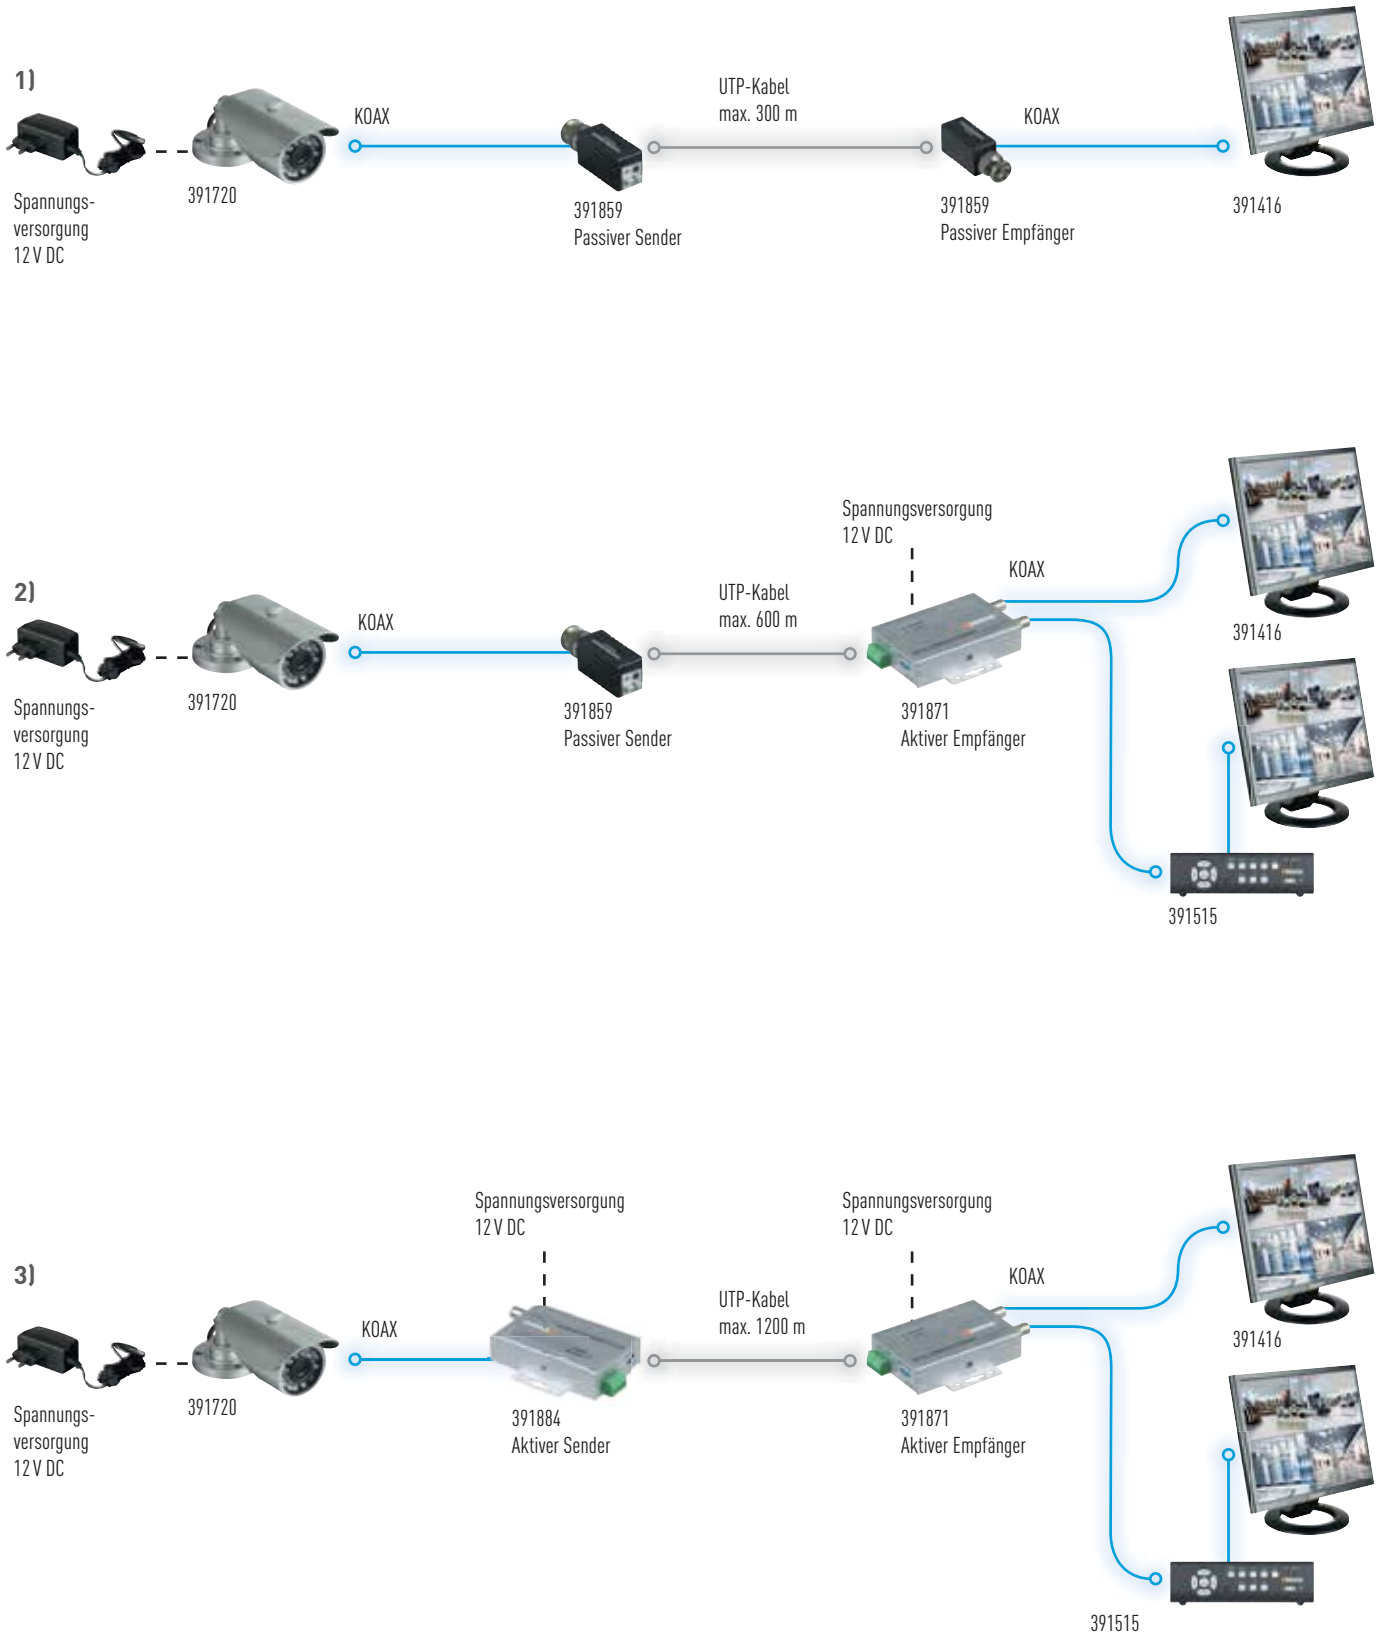 1)
KOAX
UTP-Kabel
max. 300 m
KOAX
Spannungs-
versorgung
12 V DC
391720
391859
Passiver Sender
391859
Passiver Empfänger
391416
2)
KOAX
UTP-Kabel
max. 600 m
Spannungsversorgung
12 V DC
KOAX
Spannungs-
versorgung
12 V DC
391720
391859
Passiver Sender
391871
Aktiver Empfänger
391416
391515
3)
KOAX
Spannungsversorgung
12 V DC
UTP-Kabel
max. 1200 m
Spannungsversorgung
12 V DC
KOAX
Spannungs-
versorgung
12 V DC
391720
391884
Aktiver Sender
391871
Aktiver Empfänger
391416
391515